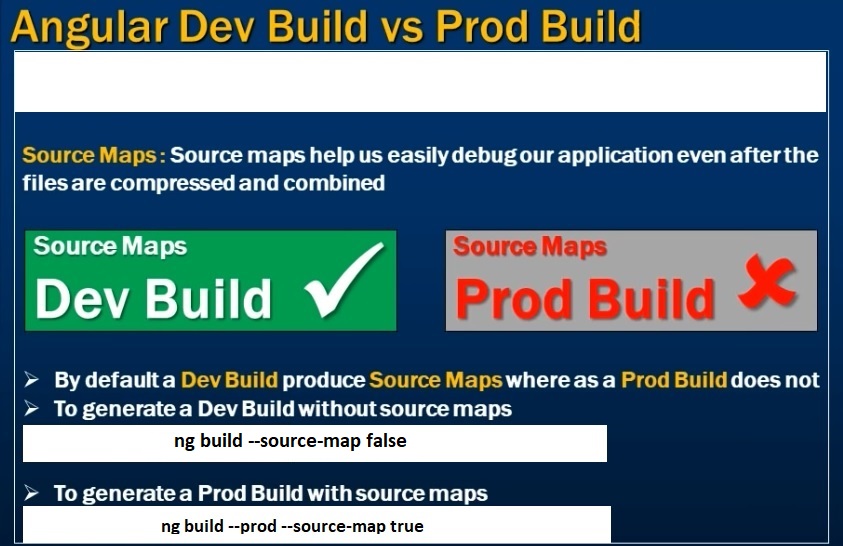 Angular Dev Build vs Prod Build
Source Maps : Source maps help us easily debug our application even after the
files are compressed and combined
Source Maps
Dev Build
Source Maps
Prod Build
By default a Dev Build produce Source Maps where as a Prod Build does not
To generate a Dev Build without source maps
ng build --source-map false
To generate a Prod Build with source maps
ng build --prod --source-map true